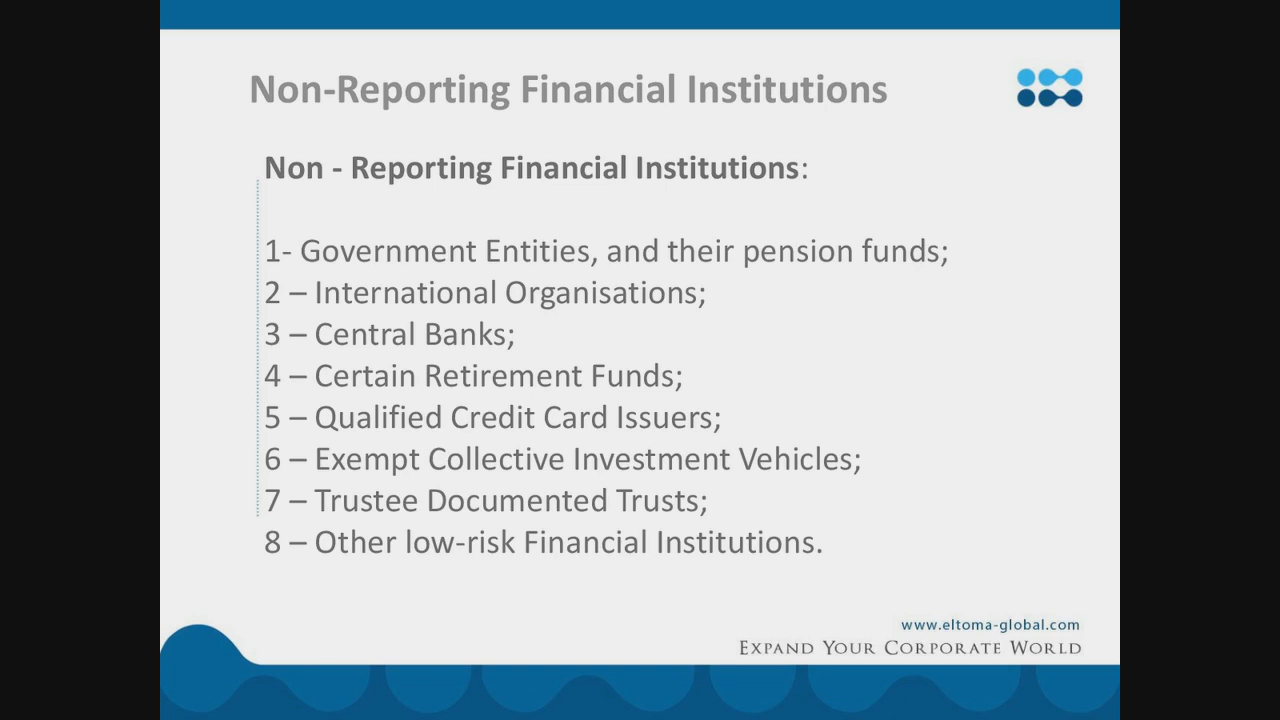 Non-Reporting Financial Institutions
Non - Reporting Financial Institutions:
1- Government Entities, and their pension funds;
2 – International Organisations;
3 – Central Banks;
4 – Certain Retirement Funds;
5 – Qualified Credit Card Issuers;
6 – Exempt Collective Investment Vehicles;
7 – Trustee Documented Trusts;
8 – Other low-risk Financial Institutions.
www.eltoma-global.com
Expand Your Corporate World